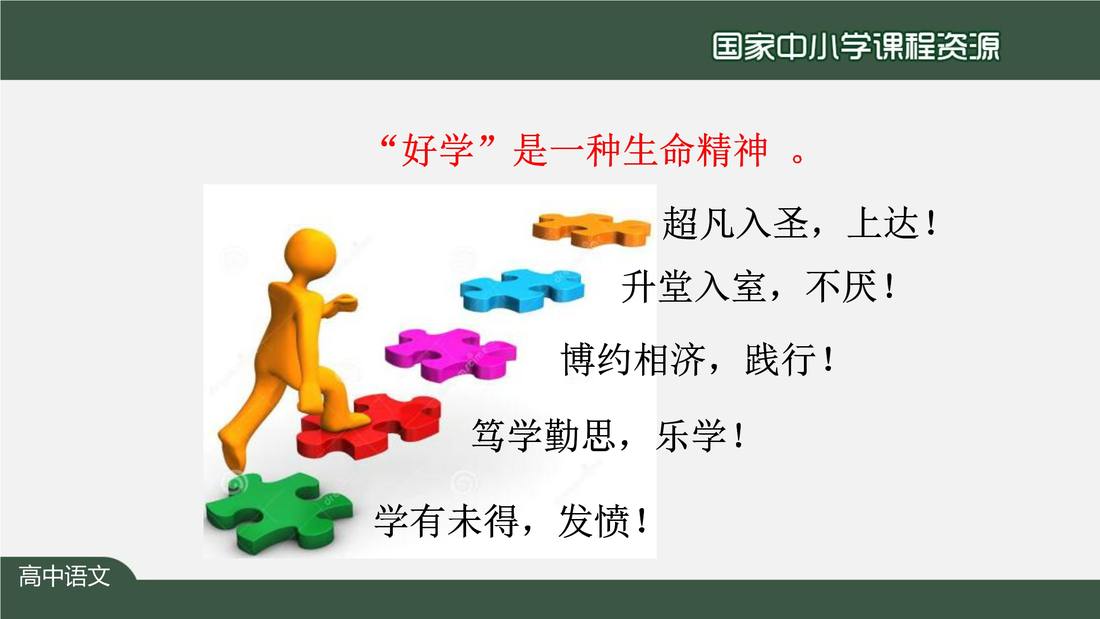 国家中小学课程资源
“好学”是一种生命精神 。
超凡入圣，上达！
升堂入室，不厌！
博约相济，践行！
笃学勤思，乐学！
学有未得，发愤！
高中语文